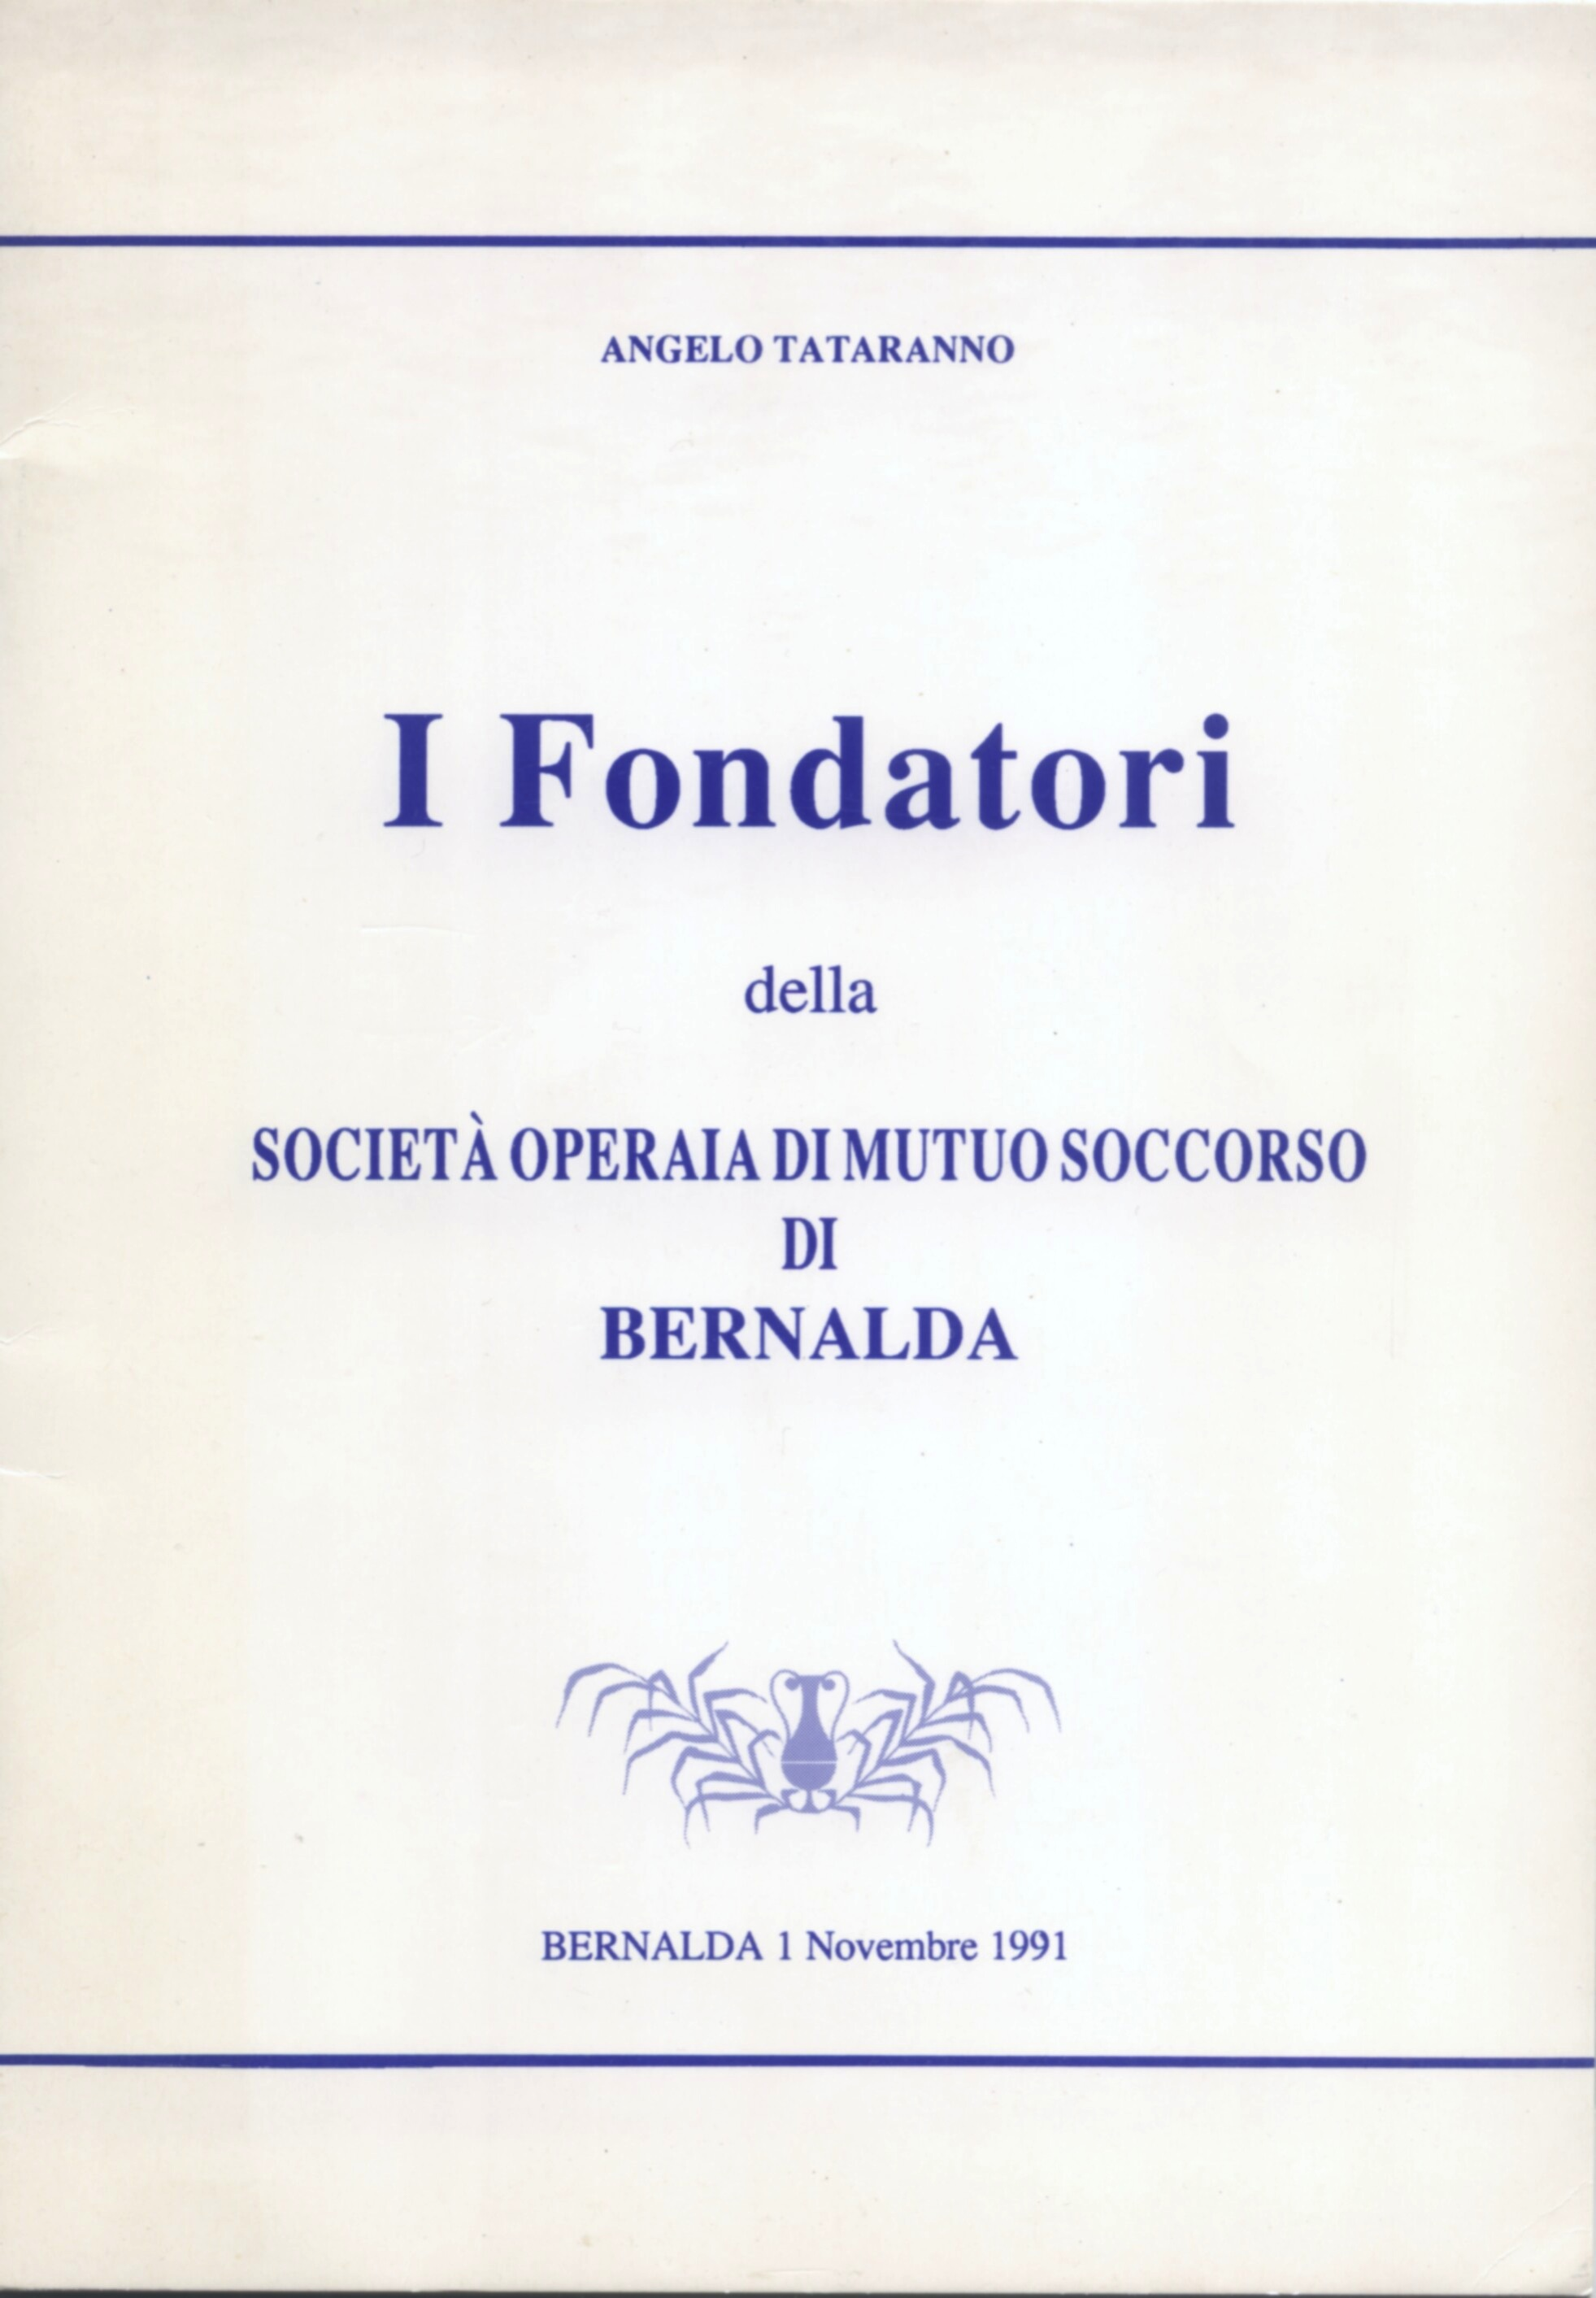 ANGELO TATARANNO
I Fondatori
della
SOCIETÀ OPERAIA DI MUTUO SOCCORSO
DI
BERNALDA
BERNALDA 1 Novembre 1991